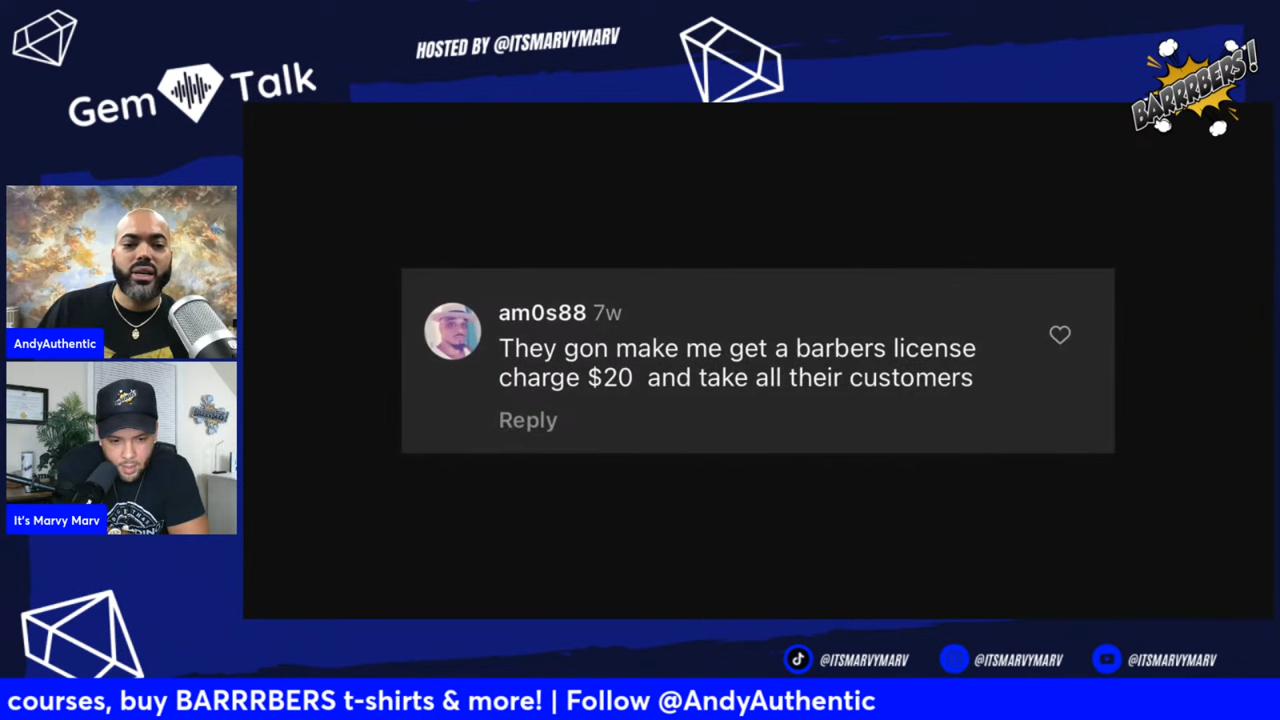 HOSTED BY @ITSMARVYMARV
Gem Talk
BARRRBERS!
AndyAuthentic
It's Marvy Marv
am0s88 7w
They gon make me get a barbers license
charge $20 and take all their customers
Reply
@ITSMARVYMARV
@ITSMARVYMARV
@ITSMARVYMARV
courses, buy BARRRBERS t-shirts & more! | Follow @AndyAuthentic